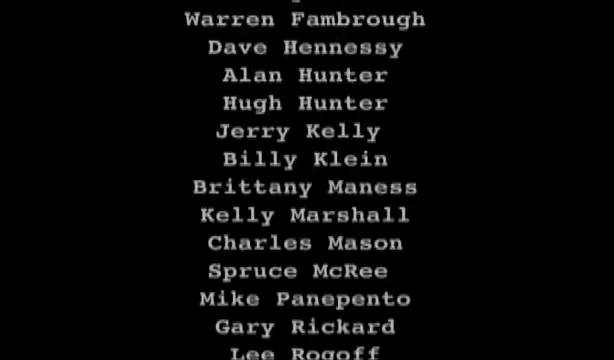 Warren Fambrough
Dave Hennessy
Alan Hunter
Hugh Hunter
Jerry Kelly
Billy Klein
Brittany Maness
Kelly Marshall
Charles Mason
Spruce McRee
Mike Panepento
Gary Rickard
Lee Rogoff